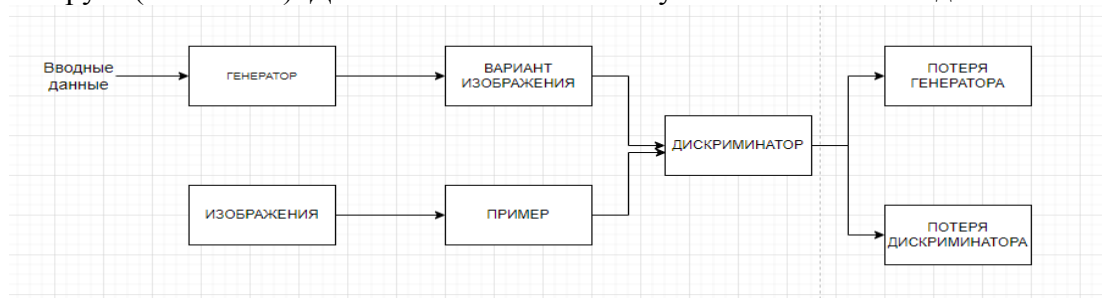 Вводные
данные
ГЕНЕРАТОР
ВАРИАНТ
ИЗОБРАЖЕНИЯ
ПОТЕРЯ
ГЕНЕРАТОРА
ДИСКРИМИНАТОР
ИЗОБРАЖЕНИЯ
ПРИМЕР
ПОТЕРЯ
ДИСКРИМИНАТОРА